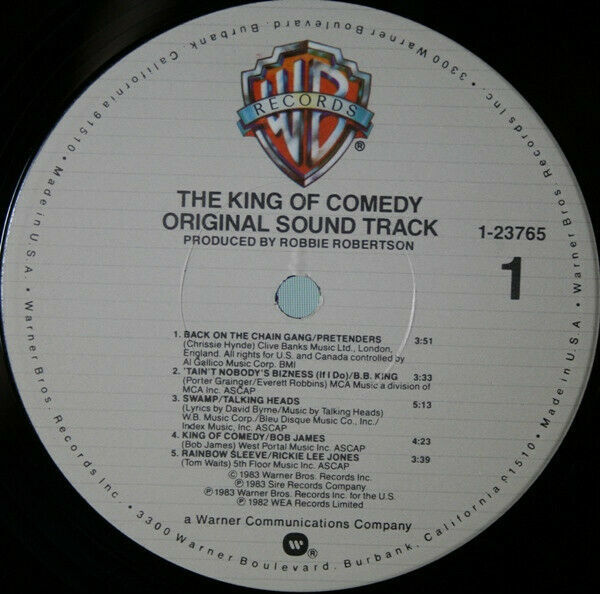 WB
RECORDS
®
THE KING OF COMEDY
ORIGINAL SOUND TRACK
PRODUCED BY ROBBIE ROBERTSON
1-23765
1
1. BACK ON THE CHAIN GANG/PRETENDERS 3:51
(Chrissie Hynde) Clive Banks Music Ltd., London,
England. All rights for U.S. and Canada controlled by
Al Gallico Music Corp. BMI
2. 'TAIN'T NOBODY'S BIZNESS (If I Do)/B.B. KING 3:33
(Porter Grainger/Everett Robbins) MCA Music a division of
MCA Inc. ASCAP
3. SWAMP/TALKING HEADS 5:13
(Lyrics by David Byrne/Music by Talking Heads)
W.B. Music Corp./Bleu Disque Music Co., Inc./
Index Music, Inc. ASCAP
4. KING OF COMEDY/BOB JAMES 4:23
(Bob James) West Portal Music Inc. ASCAP
5. RAINBOW SLEEVE/RICKIE LEE JONES 3:39
(Tom Waits) 5th Floor Music Inc. ASCAP
Ⓒ1983 Warner Bros. Records Inc.
Ⓟ1983 Sire Records Company
Ⓟ1983 Warner Bros. Records Inc. for the U.S.
Ⓟ1982 WEA Records Limited
a Warner Communications Company
W ®
Warner Bros. Records Inc. • 3300 Warner Boulevard, Burbank, California 91510 • Made in U.S.A. • Warner Bros. Records Inc. • 3300 Warner Boulevard, Burbank, California 91510 • Made in U.S.A. •